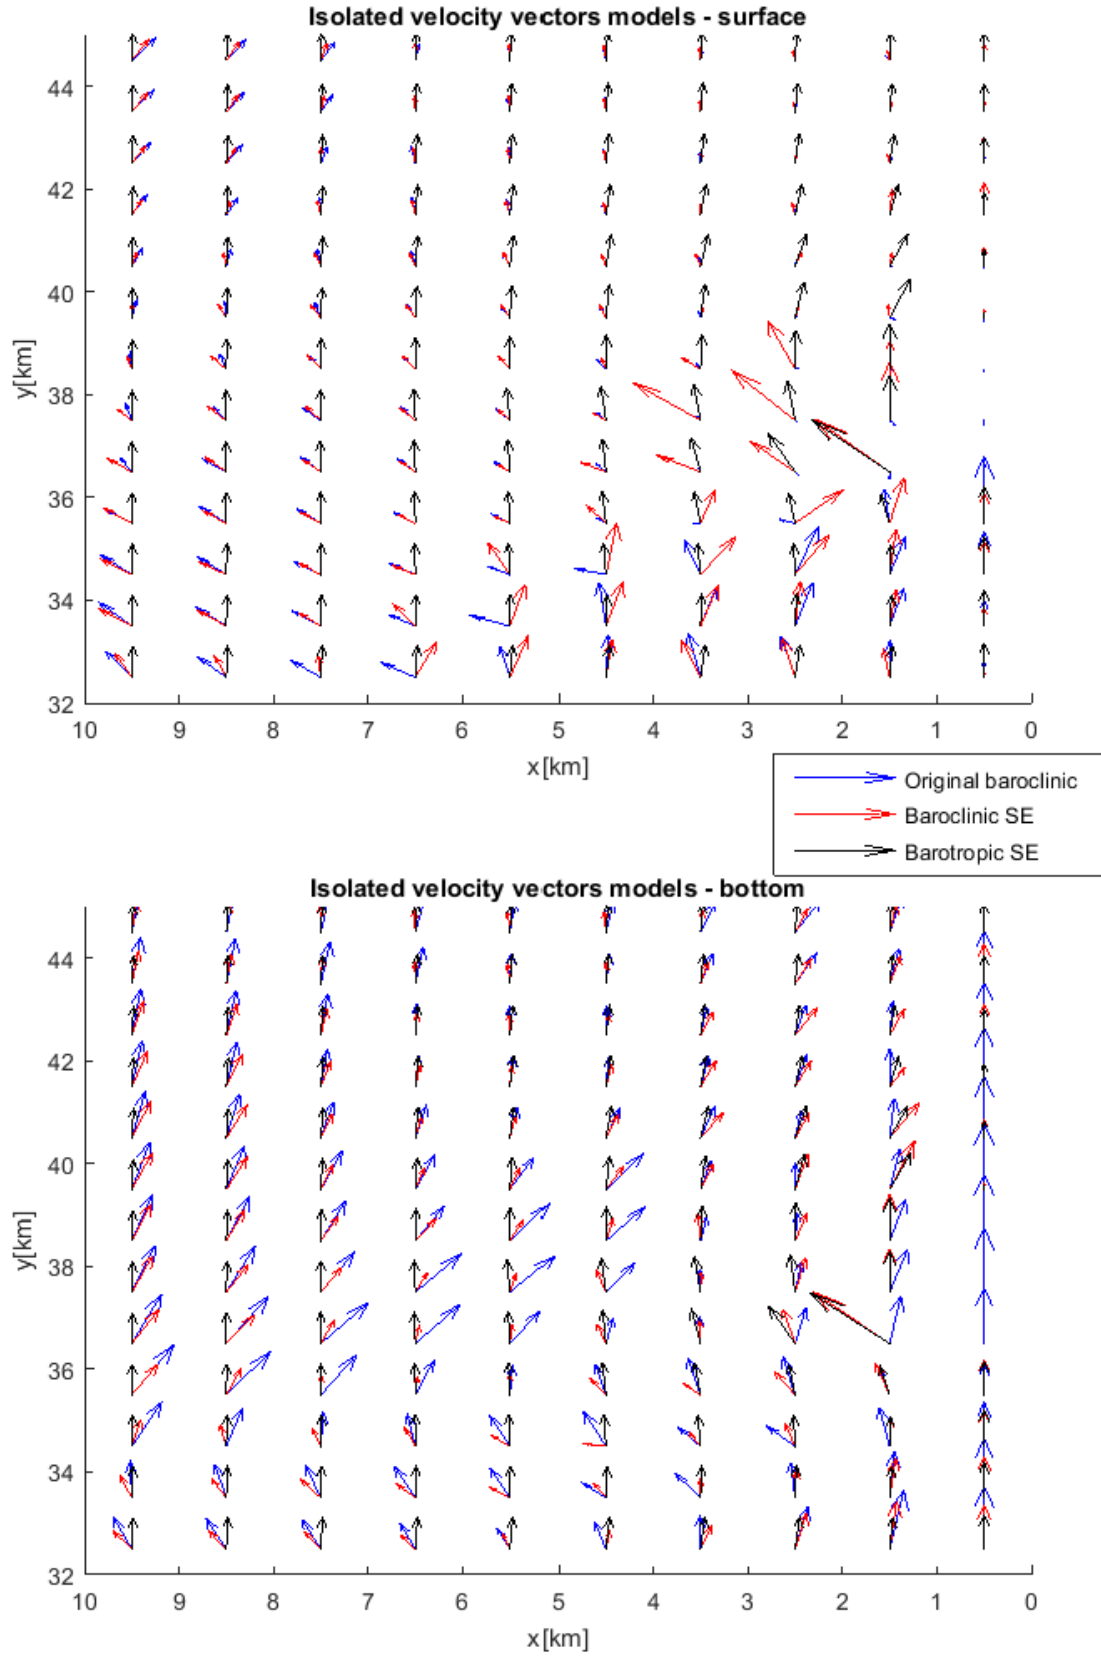 Isolated velocity vectors models - surface
44
42
40
38
36
34
32
y[km]
10 9 8 7 6 5 4 3 2 1 0
x[km]
Original baroclinic
Baroclinic SE
Barotropic SE
Isolated velocity vectors models - bottom
44
42
40
38
36
34
32
y[km]
10 9 8 7 6 5 4 3 2 1 0
x[km]